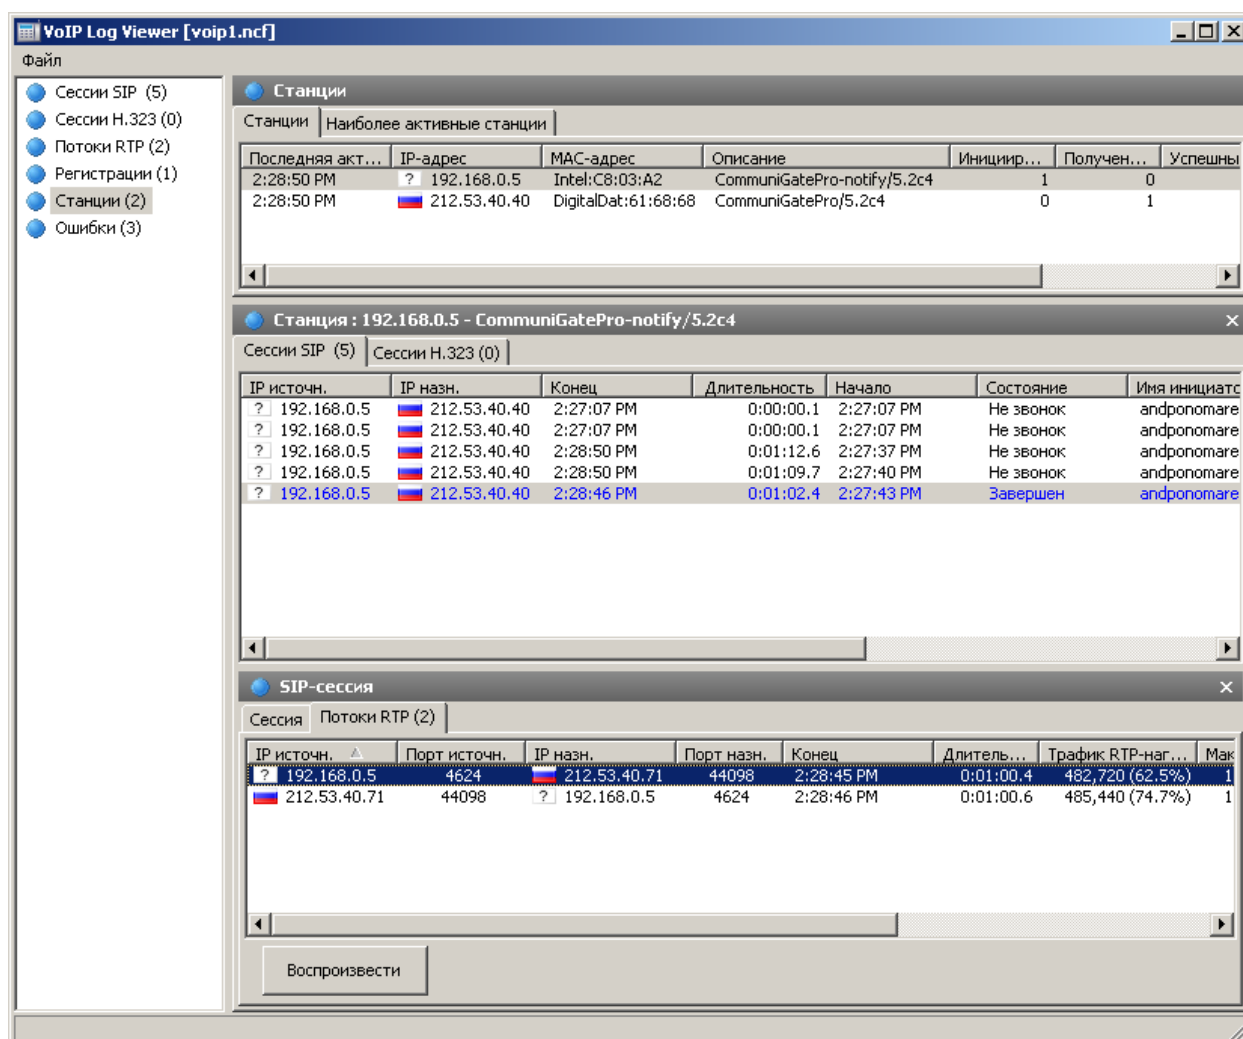 VoIP Log Viewer [voip1.ncf]
Файл
Сессии SIP (5)
Сессии H.323 (0)
Потоки RTP (2)
Регистрации (1)
Станции (2)
Ошибки (3)
Станции
Станции Наиболее активные станции
Последняя акт... IP-адрес MAC-адрес Описание Инициир... Получен... Успешны
2:28:50 PM ? 192.168.0.5 Intel:C8:03:A2 CommuniGatePro-notify/5.2c4 1 0
2:28:50 PM 212.53.40.40 DigitalDat:61:68:68 CommuniGatePro/5.2c4 0 1
Станция : 192.168.0.5 - CommuniGatePro-notify/5.2c4
Сессии SIP (5) Сессии H.323 (0)
IP источн. IP назн. Конец Длительность Начало Состояние Имя инициатс
? 192.168.0.5 212.53.40.40 2:27:07 PM 0:00:00.1 2:27:07 PM Не звонок andponomare
? 192.168.0.5 212.53.40.40 2:27:07 PM 0:00:00.1 2:27:07 PM Не звонок andponomare
? 192.168.0.5 212.53.40.40 2:28:50 PM 0:01:12.6 2:27:37 PM Не звонок andponomare
? 192.168.0.5 212.53.40.40 2:28:50 PM 0:01:09.7 2:27:40 PM Не звонок andponomare
? 192.168.0.5 212.53.40.40 2:28:46 PM 0:01:02.4 2:27:43 PM Завершен andponomare
SIP-сессия
Сессия Потоки RTP (2)
IP источн. Порт источн. IP назн. Порт назн. Конец Длитель... Трафик RTP-наг... Мак
? 192.168.0.5 4624 212.53.40.71 44098 2:28:45 PM 0:01:00.4 482,720 (62.5%) 1
212.53.40.71 44098 ? 192.168.0.5 4624 2:28:46 PM 0:01:00.6 485,440 (74.7%) 1
Воспроизвести